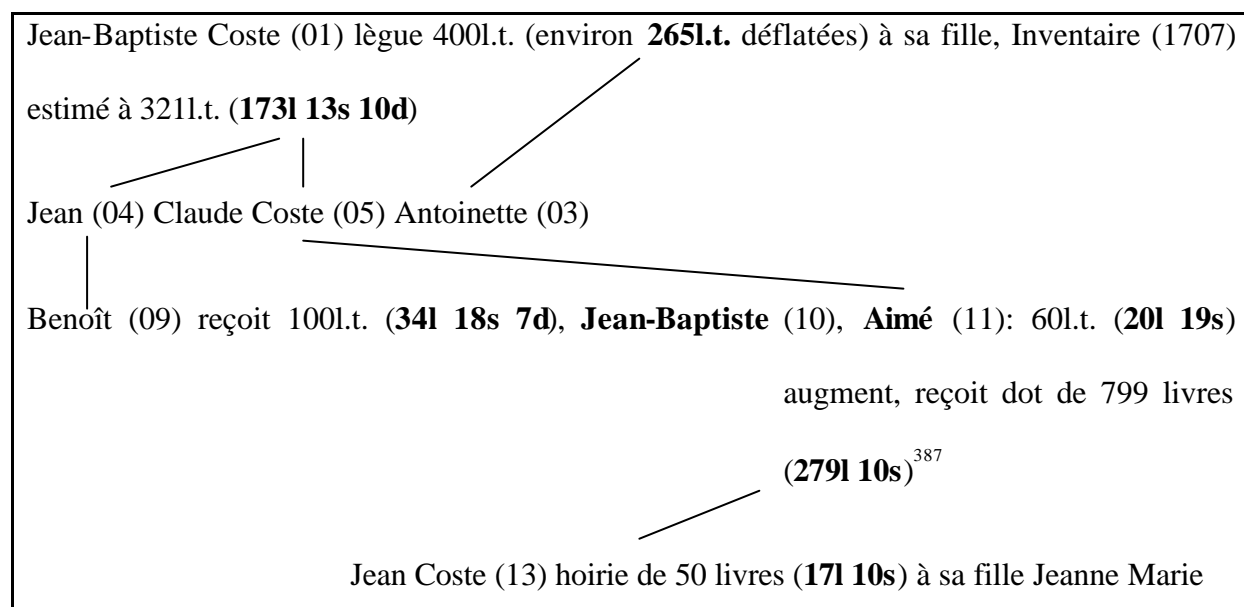 Jean-Baptiste Coste (01) lègue 400l.t. (environ 265l.t. déflatées) à sa fille, Inventaire (1707)
estimé à 321l.t. (173l 13s 10d)
Jean (04) Claude Coste (05) Antoinette (03)
Benoît (09) reçoit 100l.t. (34l 18s 7d), Jean-Baptiste (10), Aimé (11): 60l.t. (20l 19s)
augment, reçoit dot de 799 livres
(279l 10s)387
Jean Coste (13) hoirie de 50 livres (17l 10s) à sa fille Jeanne Marie